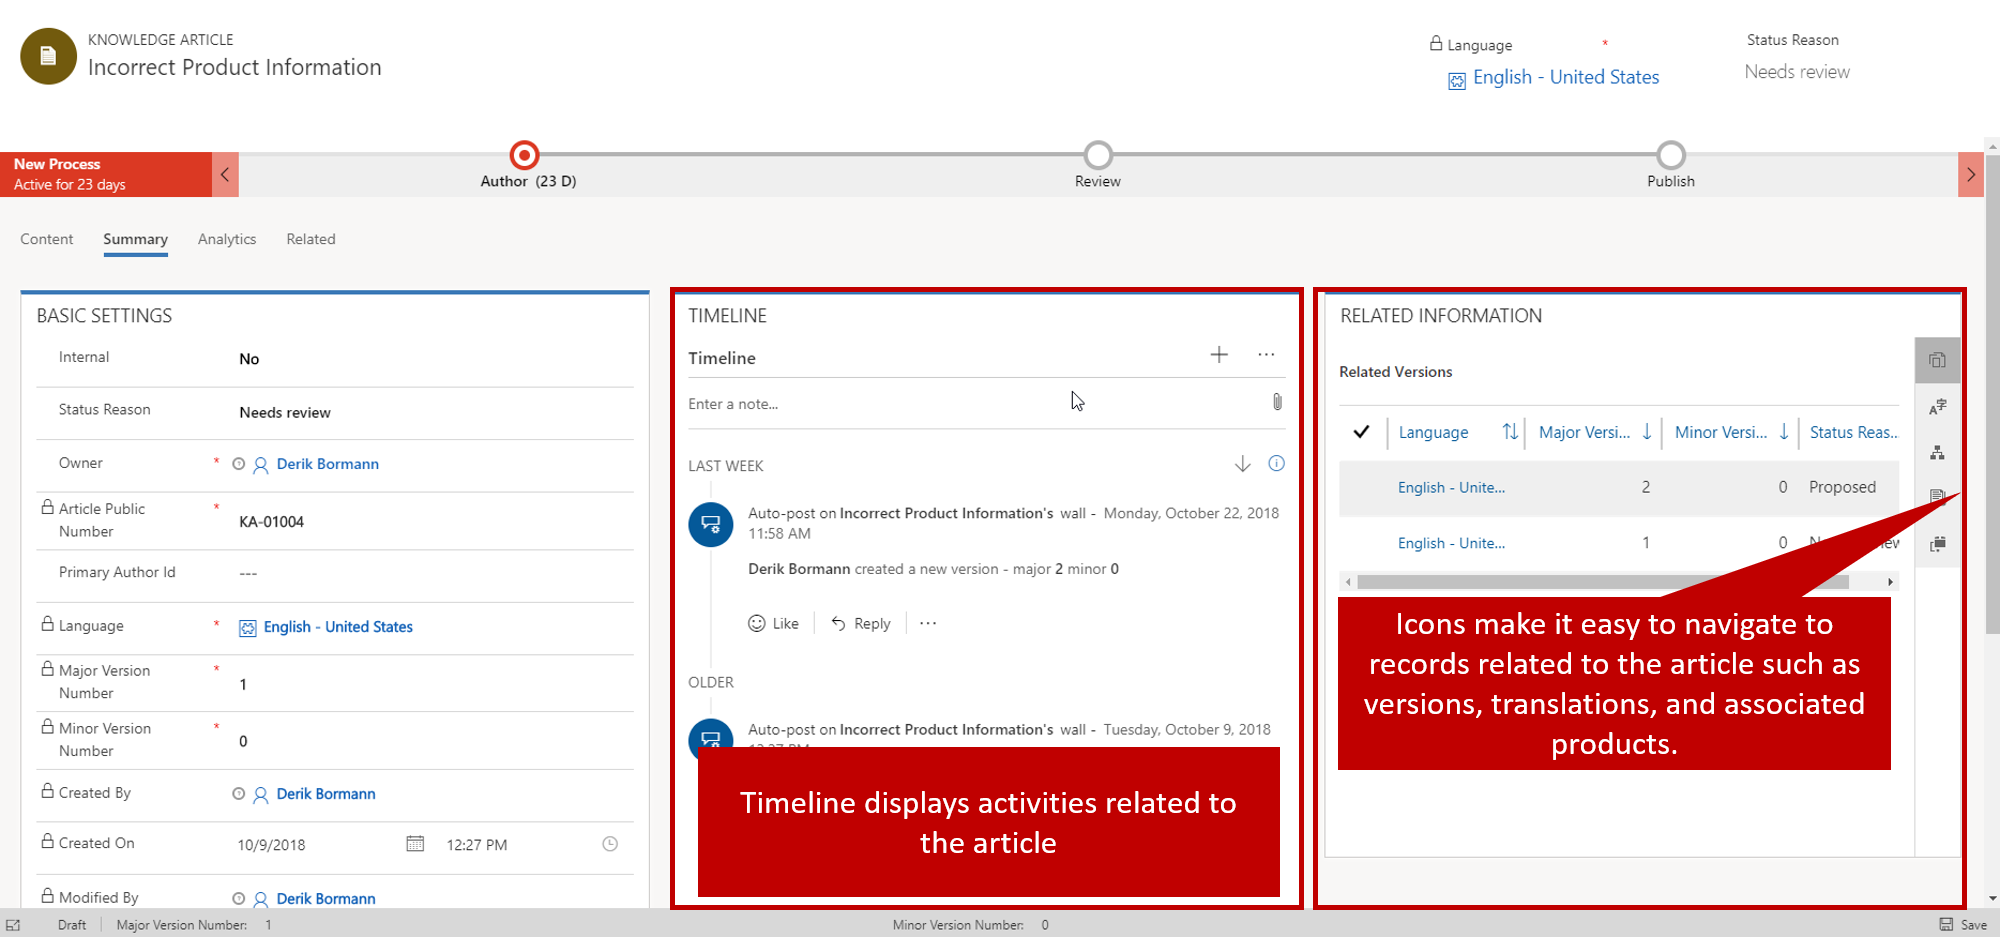 KNOWLEDGE ARTICLE
Incorrect Product Information
Language *
English - United States
Status Reason
Needs review
New Process
Active for 23 days
Author (23 D)
Review
Publish
Content Summary Analytics Related
BASIC SETTINGS
Internal No
Status Reason Needs review
Owner * Derik Bormann
Article Public Number * KA-01004
Primary Author Id ---
Language * English - United States
Major Version Number * 1
Minor Version Number * 0
Created By Derik Bormann
Created On 10/9/2018 12:27 PM
Modified By Derik Bormann
TIMELINE
Timeline
Enter a note...
LAST WEEK
Auto-post on Incorrect Product Information's wall - Monday, October 22, 2018
11:58 AM
Derik Bormann created a new version - major 2 minor 0
Like Reply ...
OLDER
Auto-post on Incorrect Product Information's wall - Tuesday, October 9, 2018
Timeline displays activities related to
the article
RELATED INFORMATION
Related Versions
Language Major Versi... Minor Versi... Status Reas...
English - Unite... 2 0 Proposed
English - Unite... 1 0
Icons make it easy to navigate to
records related to the article such as
versions, translations, and associated
products.
Draft Major Version Number: 1 Minor Version Number: 0 Save